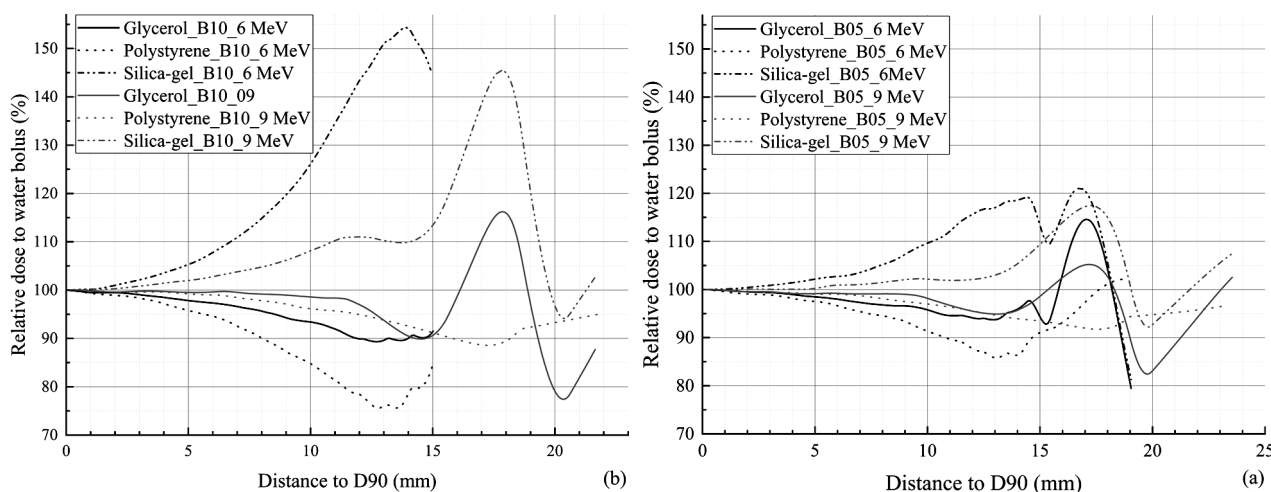 Relative dose to water bolus (%)
150
140
130
120
110
100
90
80
70
Glycerol_B10_6 MeV
Polystyrene_B10_6 MeV
Silica-gel_B10_6 MeV
Glycerol_B10_09
Polystyrene_B10_9 MeV
Silica-gel_B10_9 MeV
0 5 10 15 20
Distance to D90 (mm)
(b)
Relative dose to water bolus (%)
150
140
130
120
110
100
90
80
70
Glycerol_B05_6 MeV
Polystyrene_B05_6 MeV
Silica-gel_B05_6MeV
Glycerol_B05_9 MeV
Polystyrene_B05_9 MeV
Silica-gel_B05_9 MeV
0 5 10 15 20 25
Distance to D90 (mm)
(a)